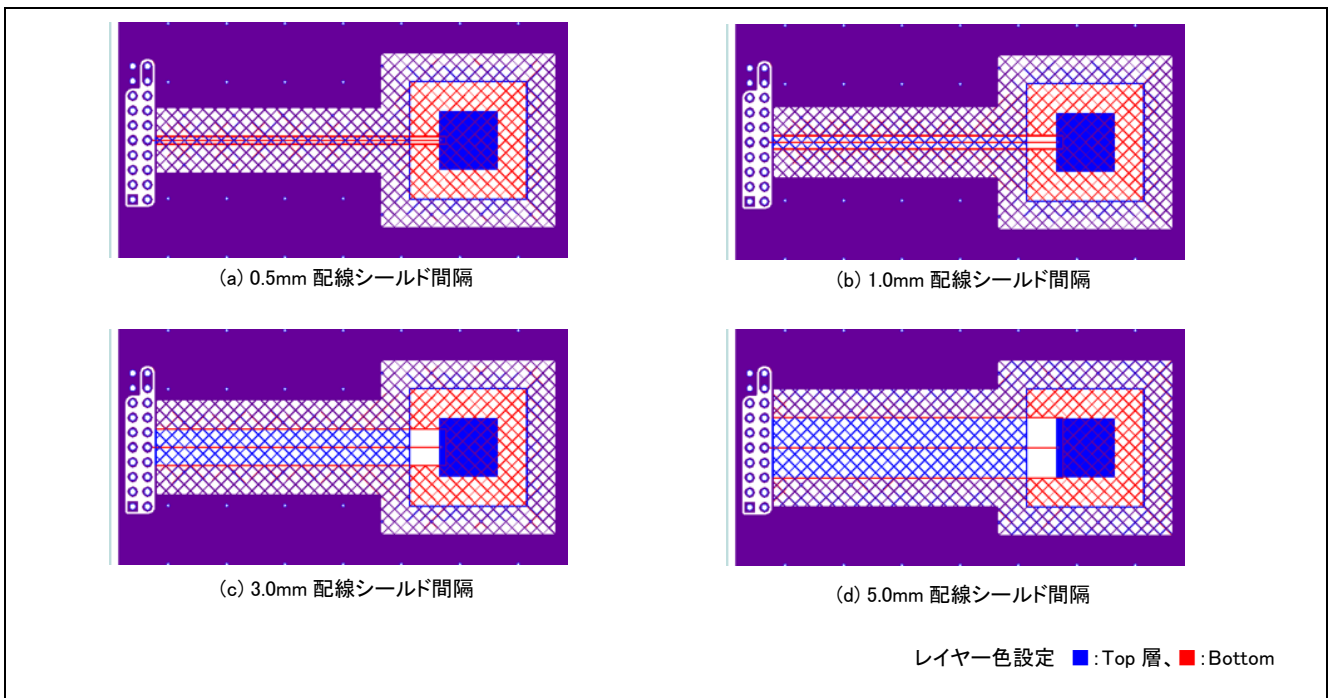 (a) 0.5mm 配線シールド間隔
(b) 1.0mm 配線シールド間隔
(c) 3.0mm 配線シールド間隔
(d) 5.0mm 配線シールド間隔
レイヤー色設定 ■:Top 層、■:Bottom